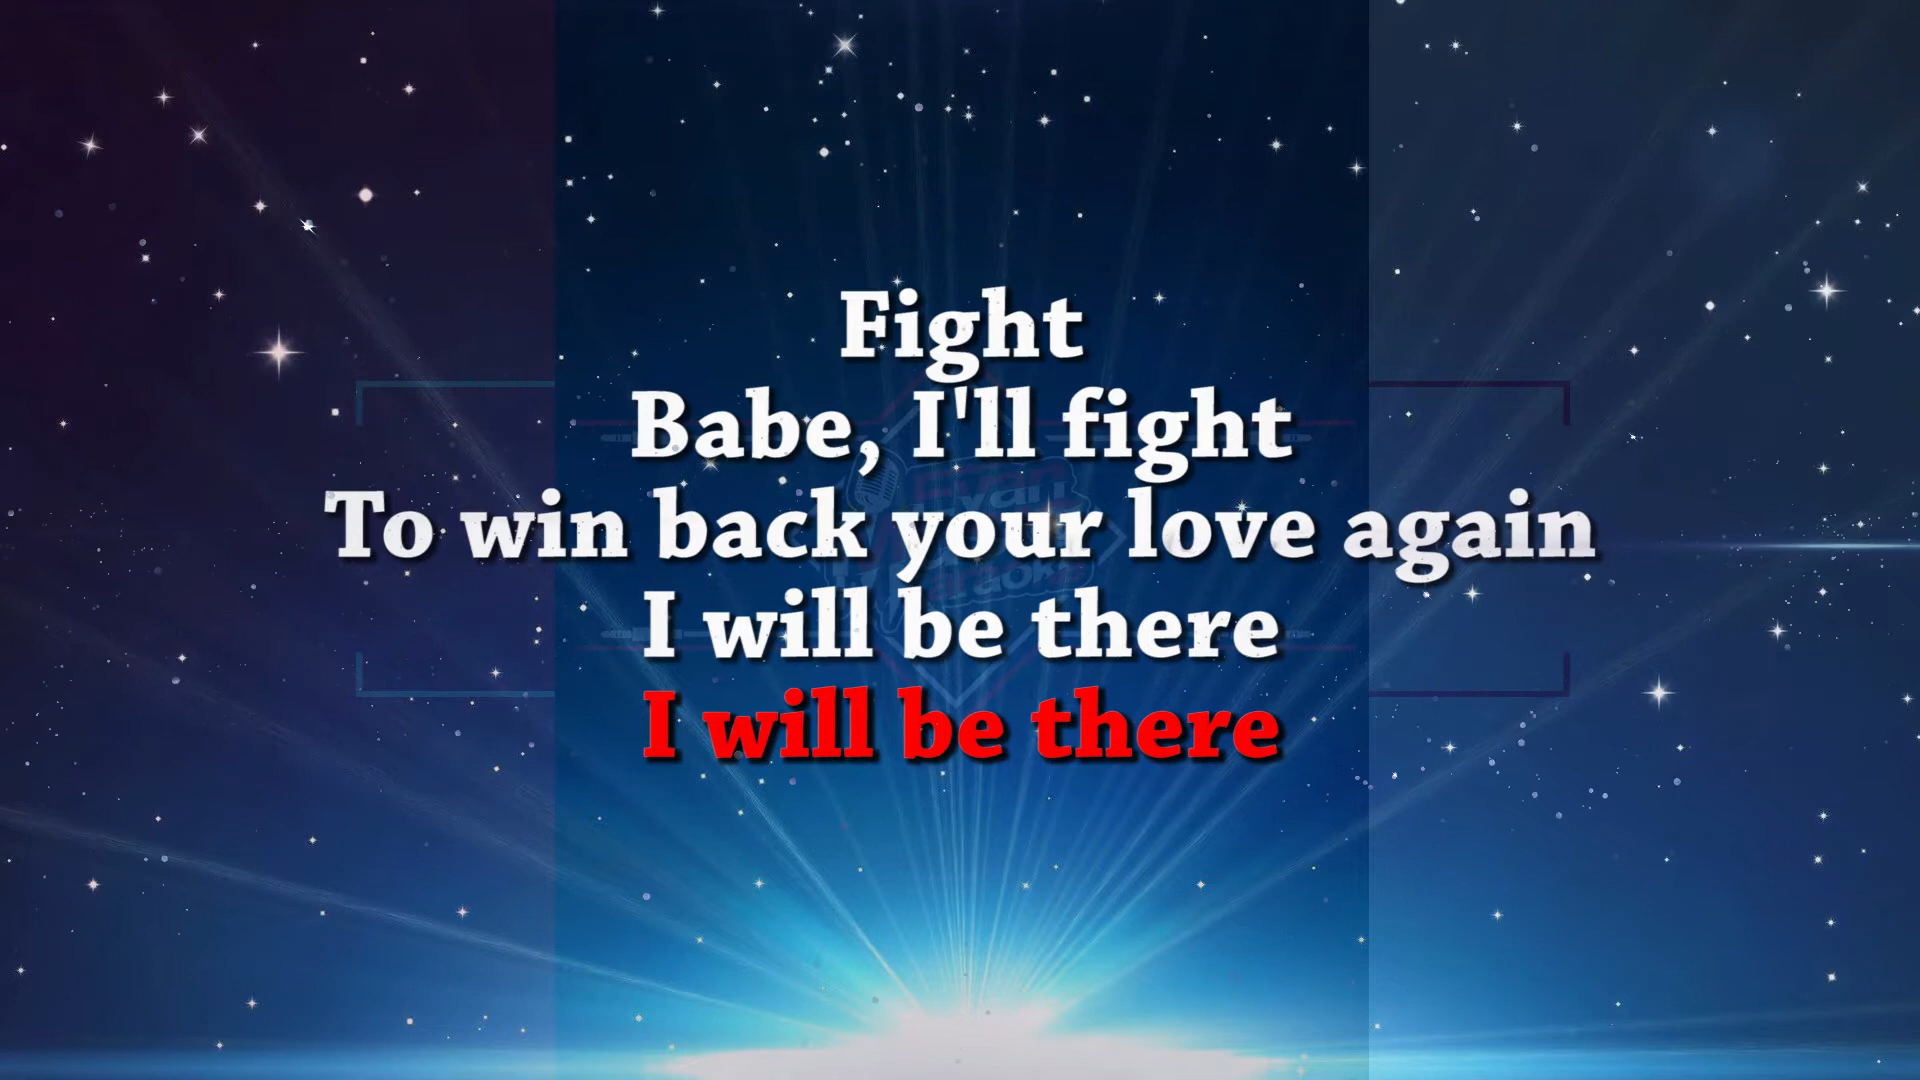 Fight
Babe, I'll fight
To win back your love again
I will be there
I will be there